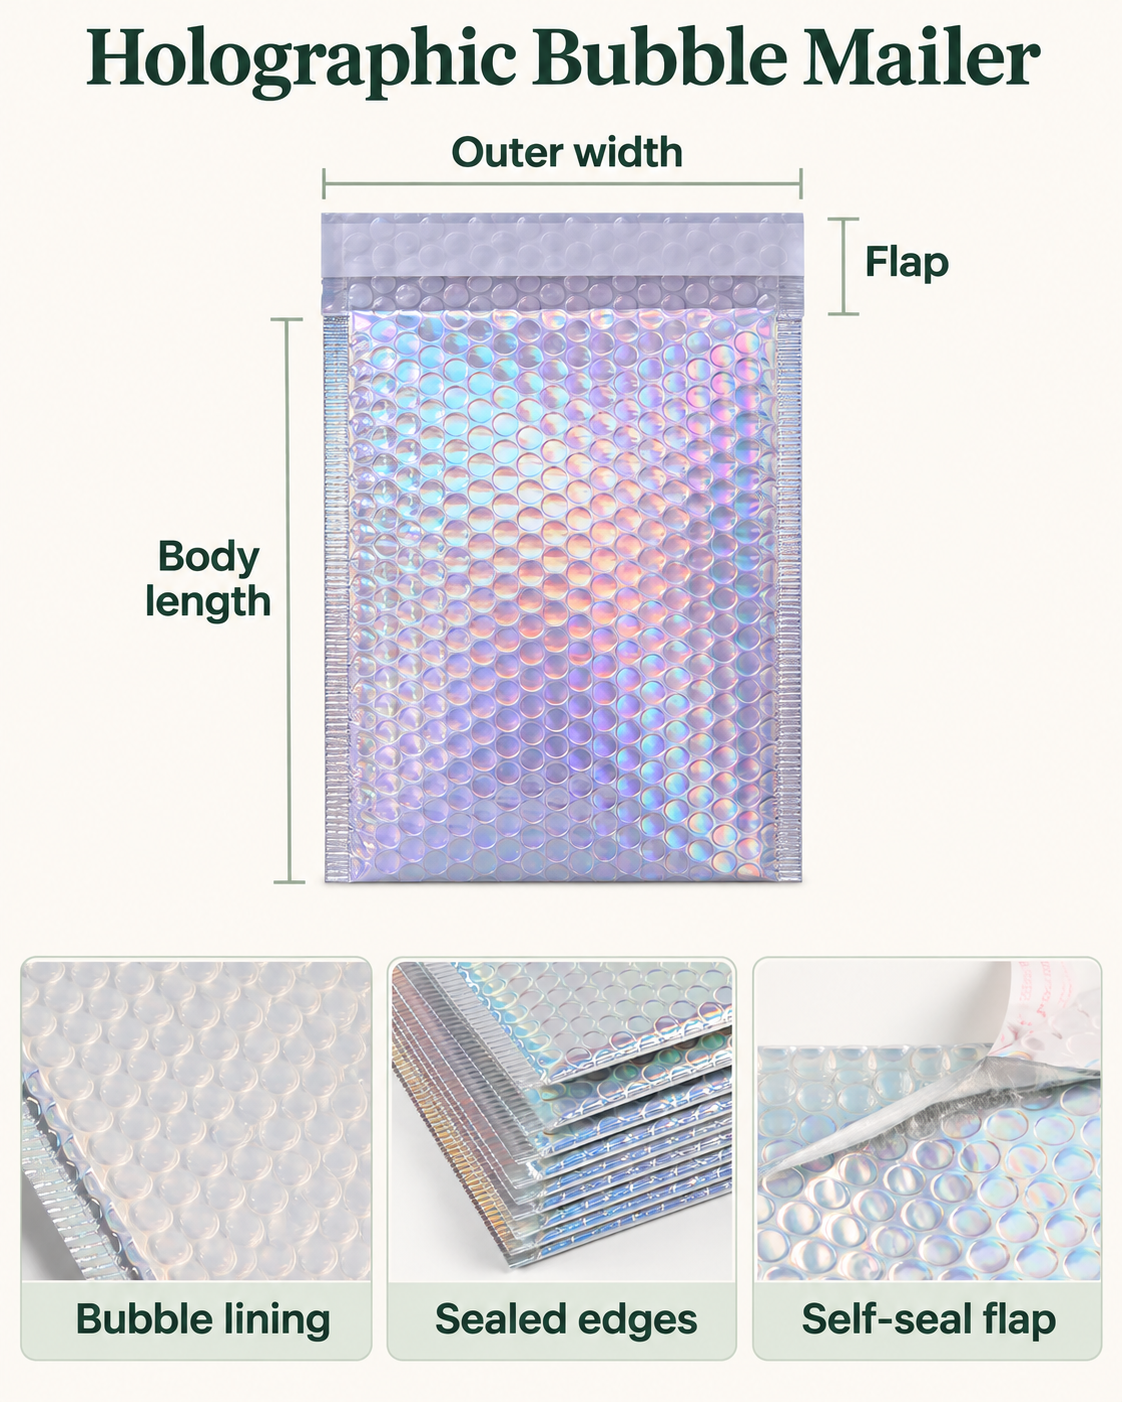 Holographic Bubble Mailer
Outer width
Flap
Body
length
Bubble lining
Sealed edges
Self-seal flap